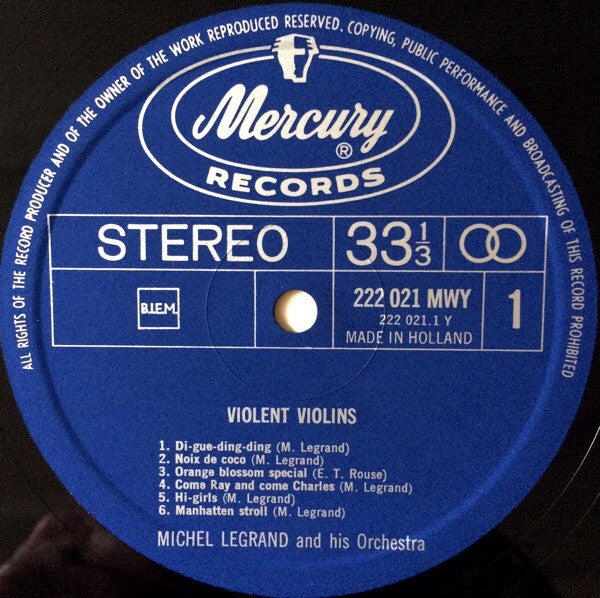 ALL RIGHTS OF THE RECORD PRODUCER AND OF THE OWNER OF THE WORK REPRODUCED RESERVED. COPYING, PUBLIC PERFORMANCE AND BROADCASTING OF THIS RECORD PROHIBITED
Mercury ®
RECORDS
STEREO 33 1/3
B.I.E.M. 222 021 MWY 1
222 021.1 Y
MADE IN HOLLAND
VIOLENT VIOLINS
1. Di-gue-ding-ding (M. Legrand)
2. Noix de coco (M. Legrand)
3. Orange blossom special (E. T. Rouse)
4. Come Ray and come Charles (M. Legrand)
5. Hi-girls (M. Legrand)
6. Manhatten stroll (M. Legrand)
MICHEL LEGRAND and his Orchestra